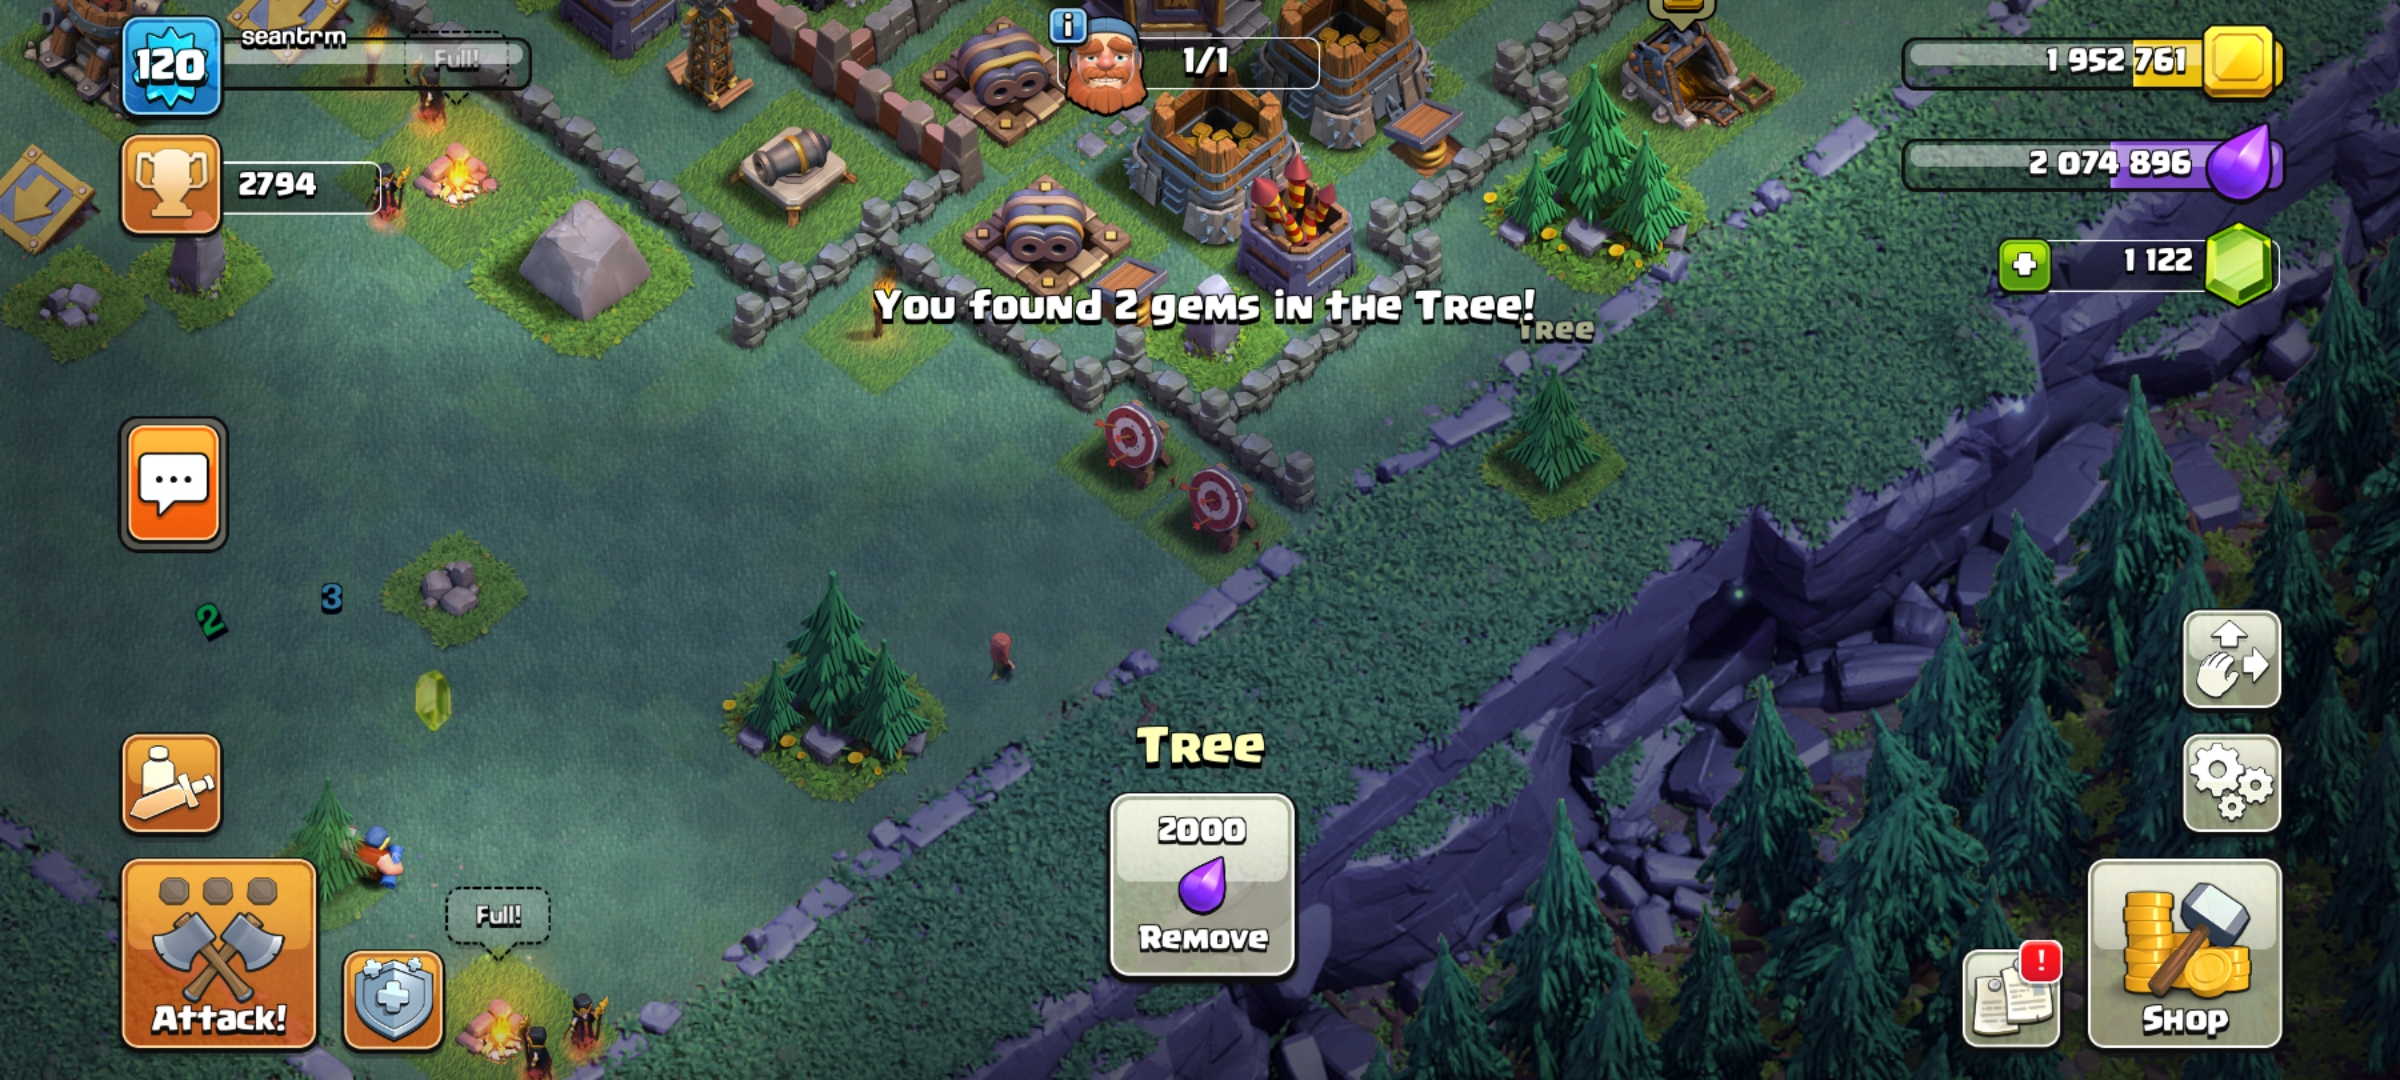 120
seantrm
Full!
i
1/1
1 952 761
2794
2 074 896
+
1 122
You found 2 gems in the Tree!
Tree
2
3
Tree
2000
Remove
Full!
Attack!
!
Shop